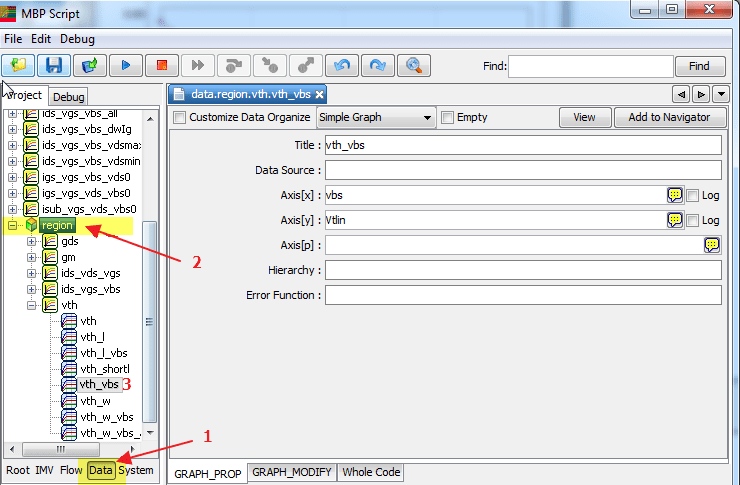 MBP Script
File Edit Debug
Find: Find
Project Debug
data.region.vth.vth_vbs
ids_vgs_vbs_all
ids_vgs_vbs_dwlg
ids_vgs_vbs_vdsmax
ids_vgs_vbs_vdsmin
ids_vgs_vbs_vds0
igs_vgs_vds_vbs0
isub_vgs_vds_vbs0
region
gds
gm
ids_vds_vgs
ids_vgs_vbs
vth
vth
vth_l
vth_l_vbs
vth_shortl
vth_vbs 3
vth_w
vth_w_vbs
vth_w_vbs_
2
1
Root IMV Flow Data System
Customize Data Organize Simple Graph Empty View Add to Navigator
Title : vth_vbs
Data Source :
Axis[x] : vbs Log
Axis[y] : Vtlin Log
Axis[p] :
Hierarchy :
Error Function :
GRAPH_PROP GRAPH_MODIFY Whole Code